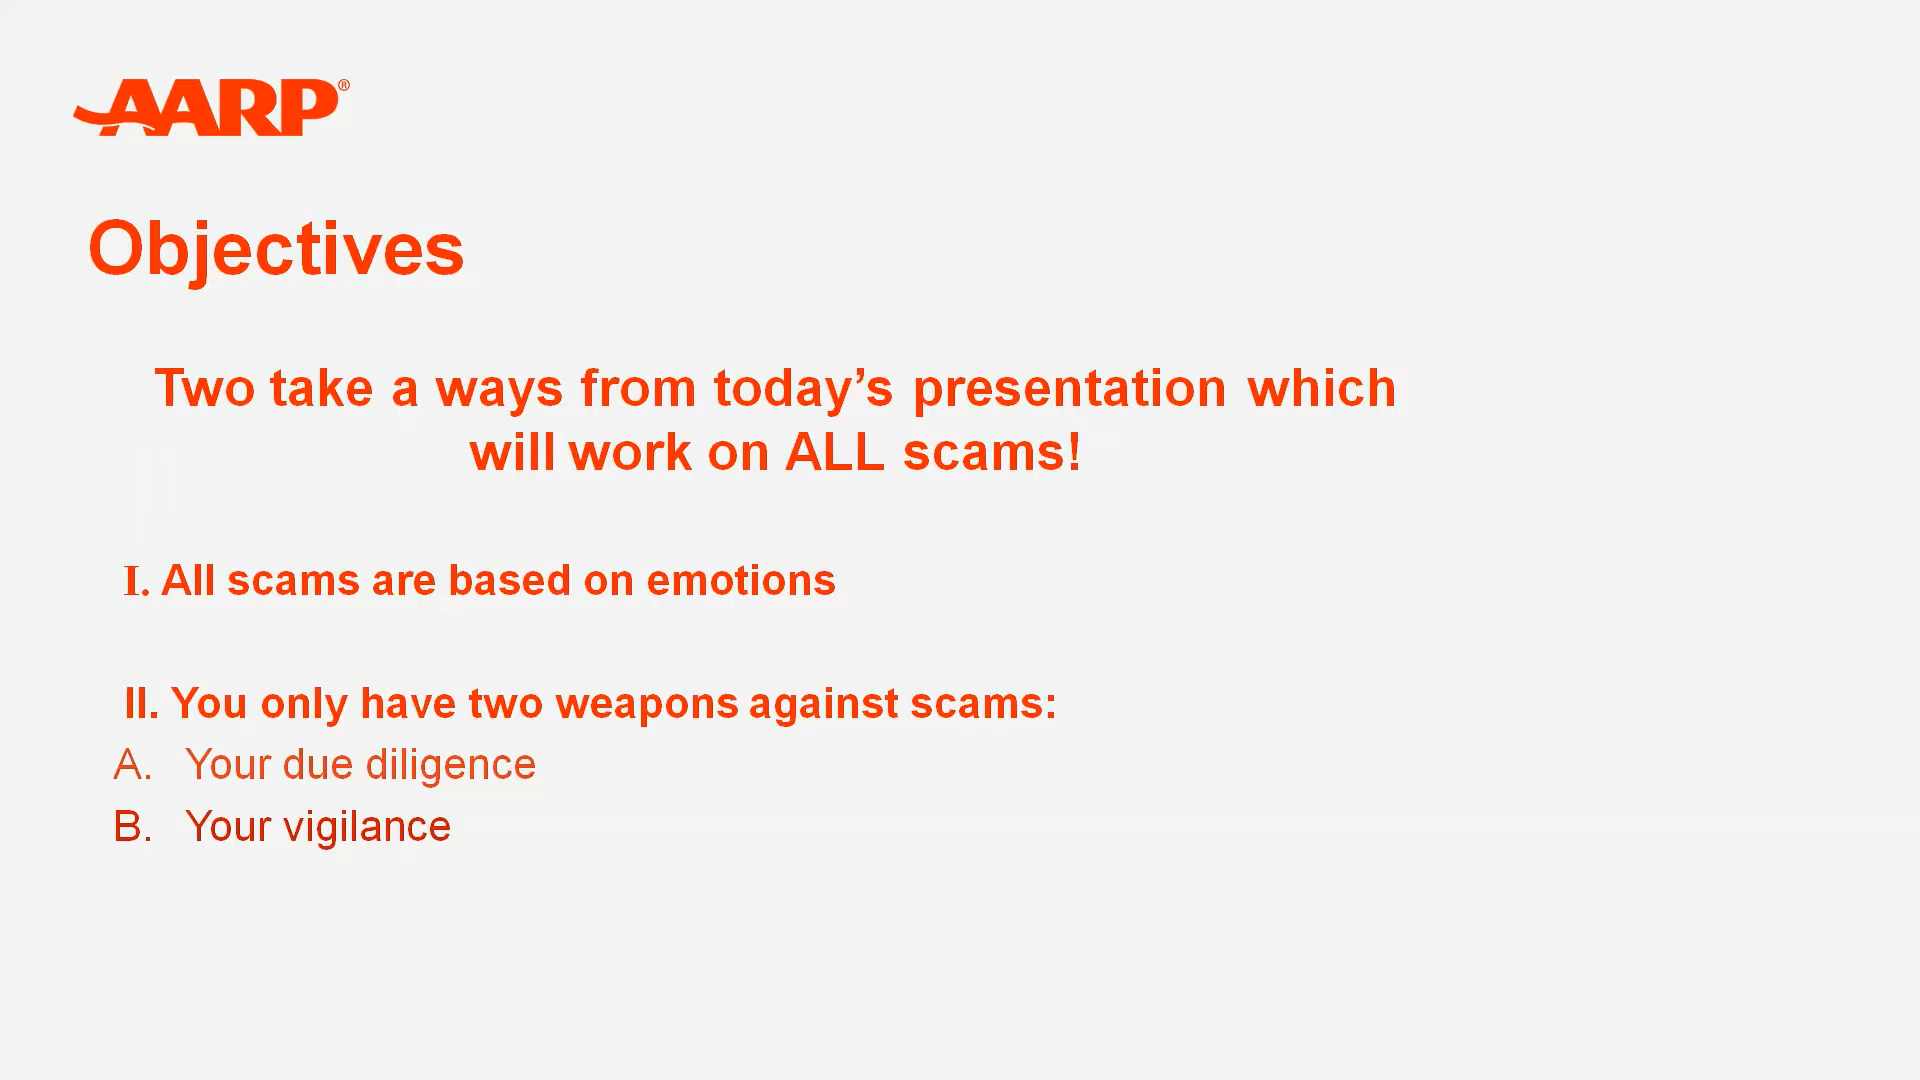 AARP®
Objectives
Two take a ways from today’s presentation which
will work on ALL scams!
I. All scams are based on emotions
II. You only have two weapons against scams:
A. Your due diligence
B. Your vigilance